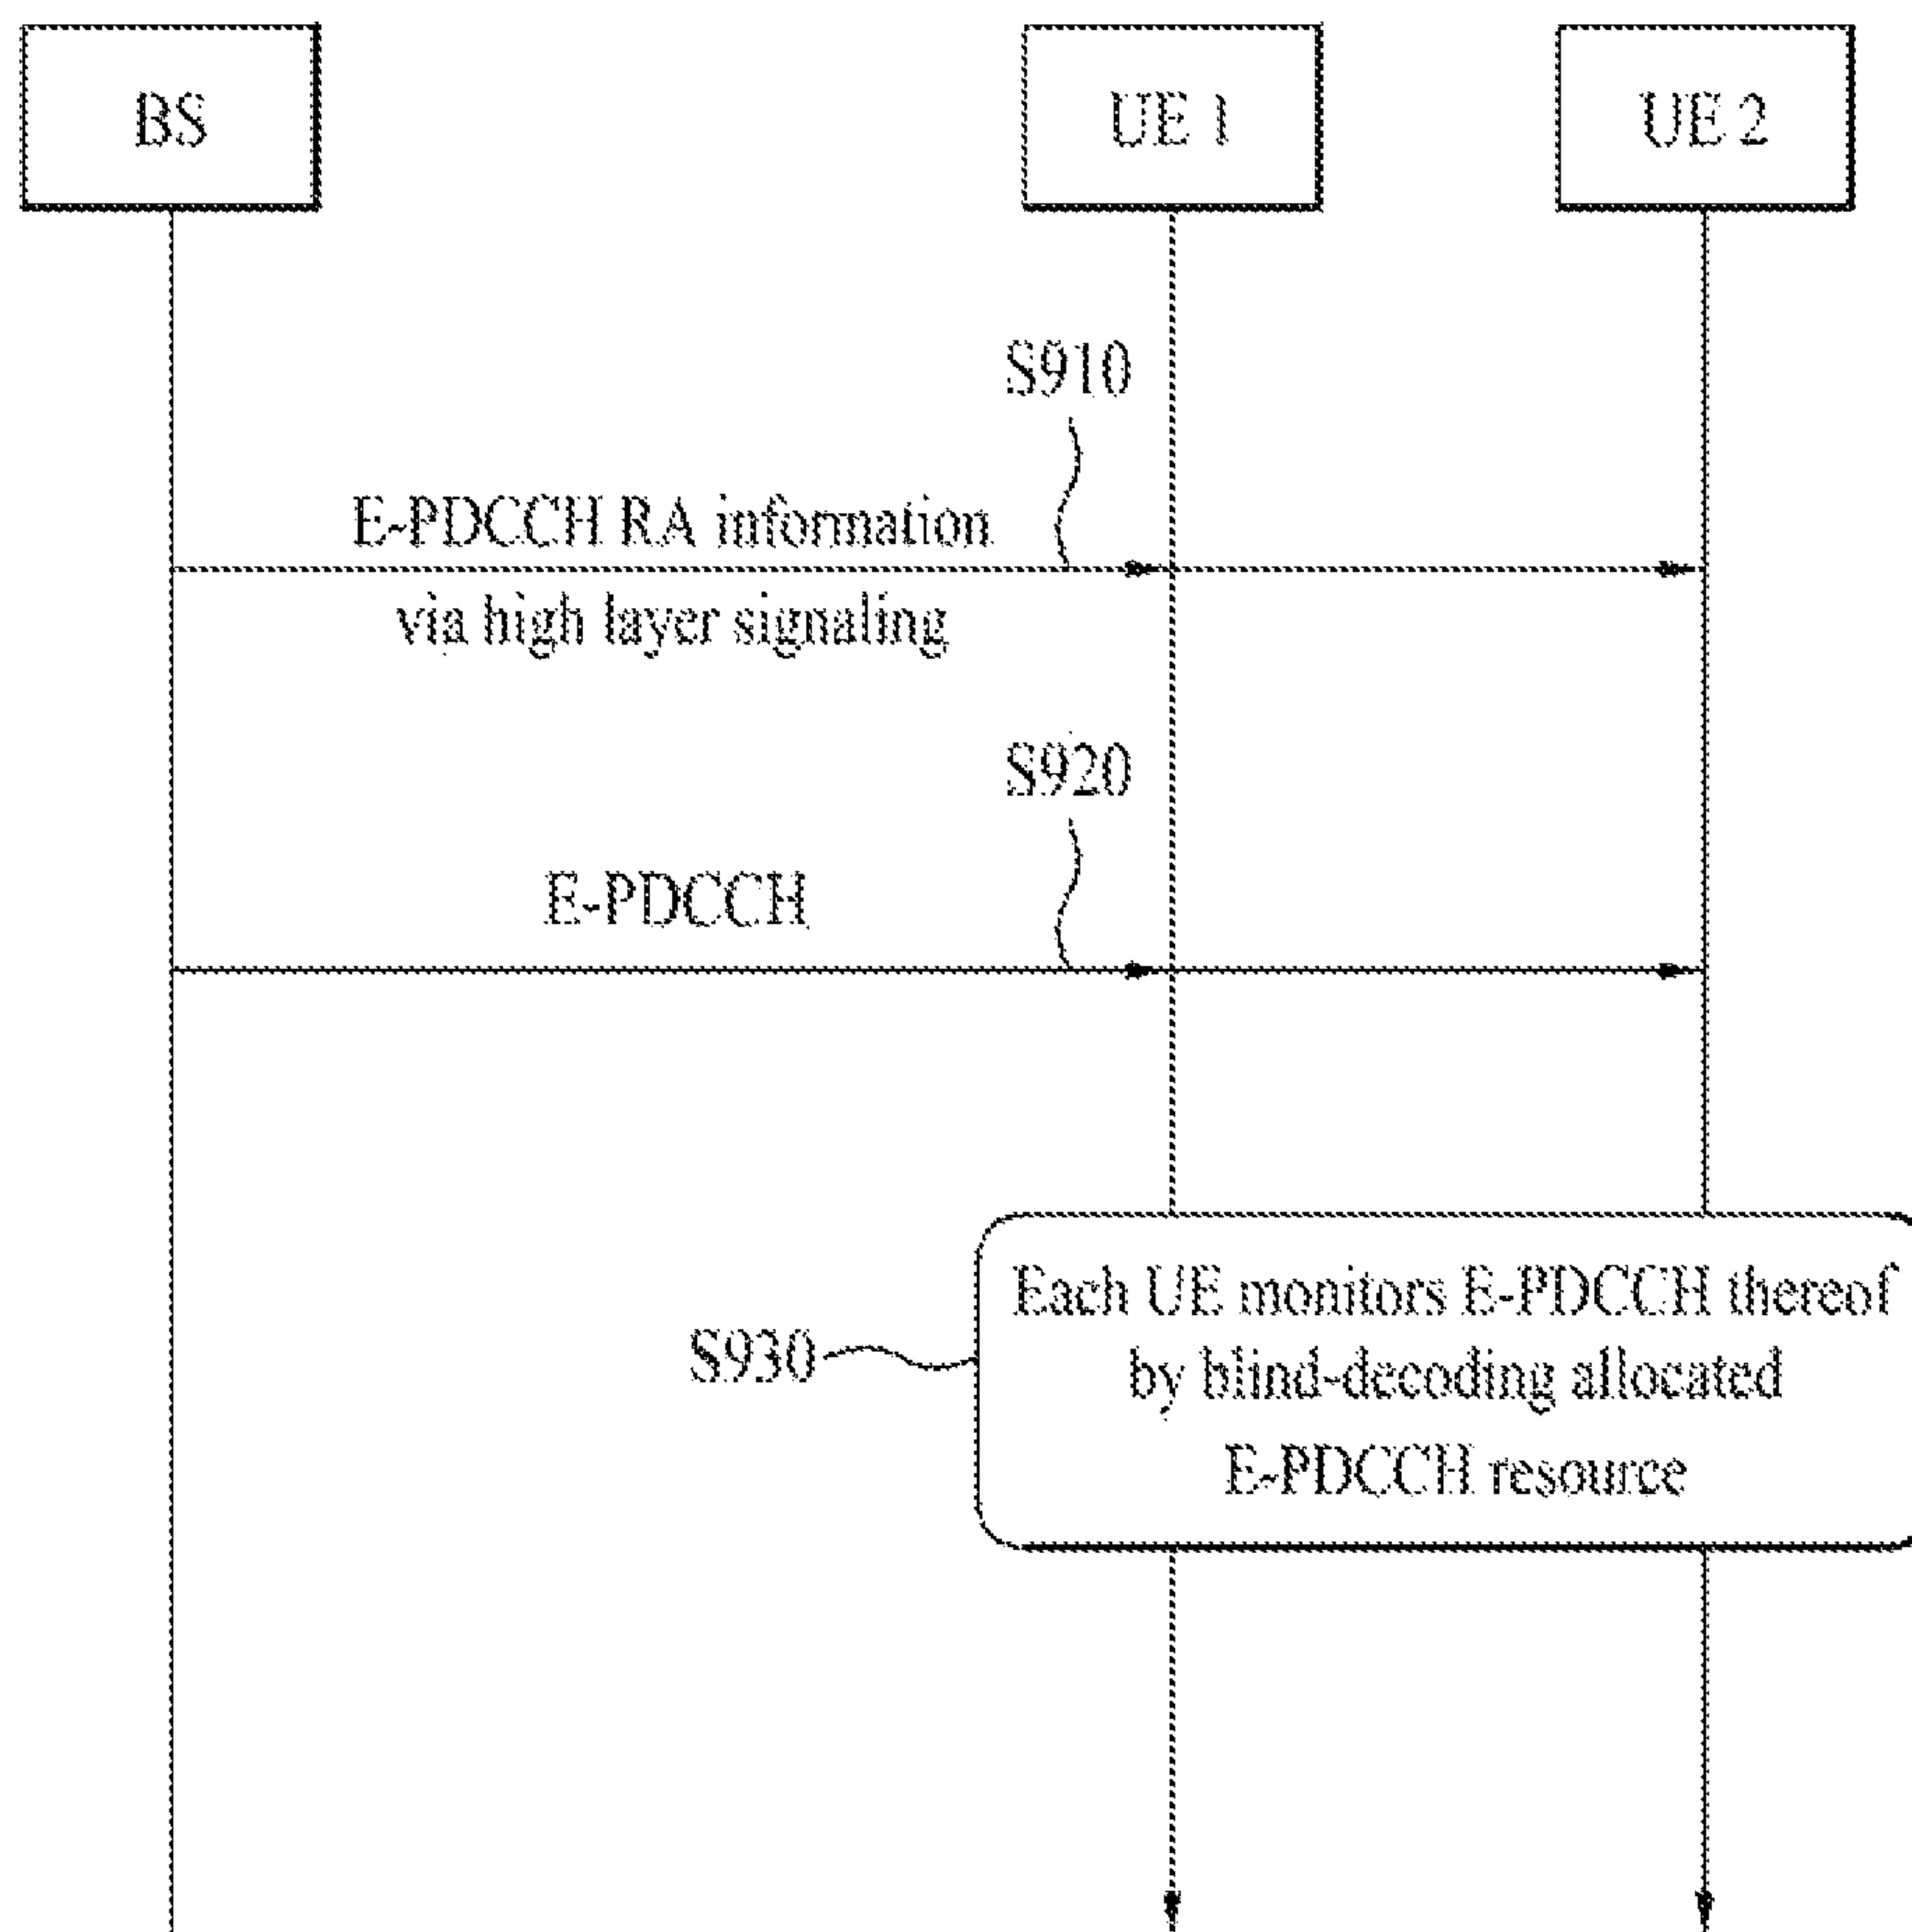 BS
UE 1
UE 2
S910
E-PDCCH RA information
via high layer signaling
S920
E-PDCCH
Each UE monitors E-PDCCH thereof
S930
by blind-decoding allocated
E-PDCCH resource